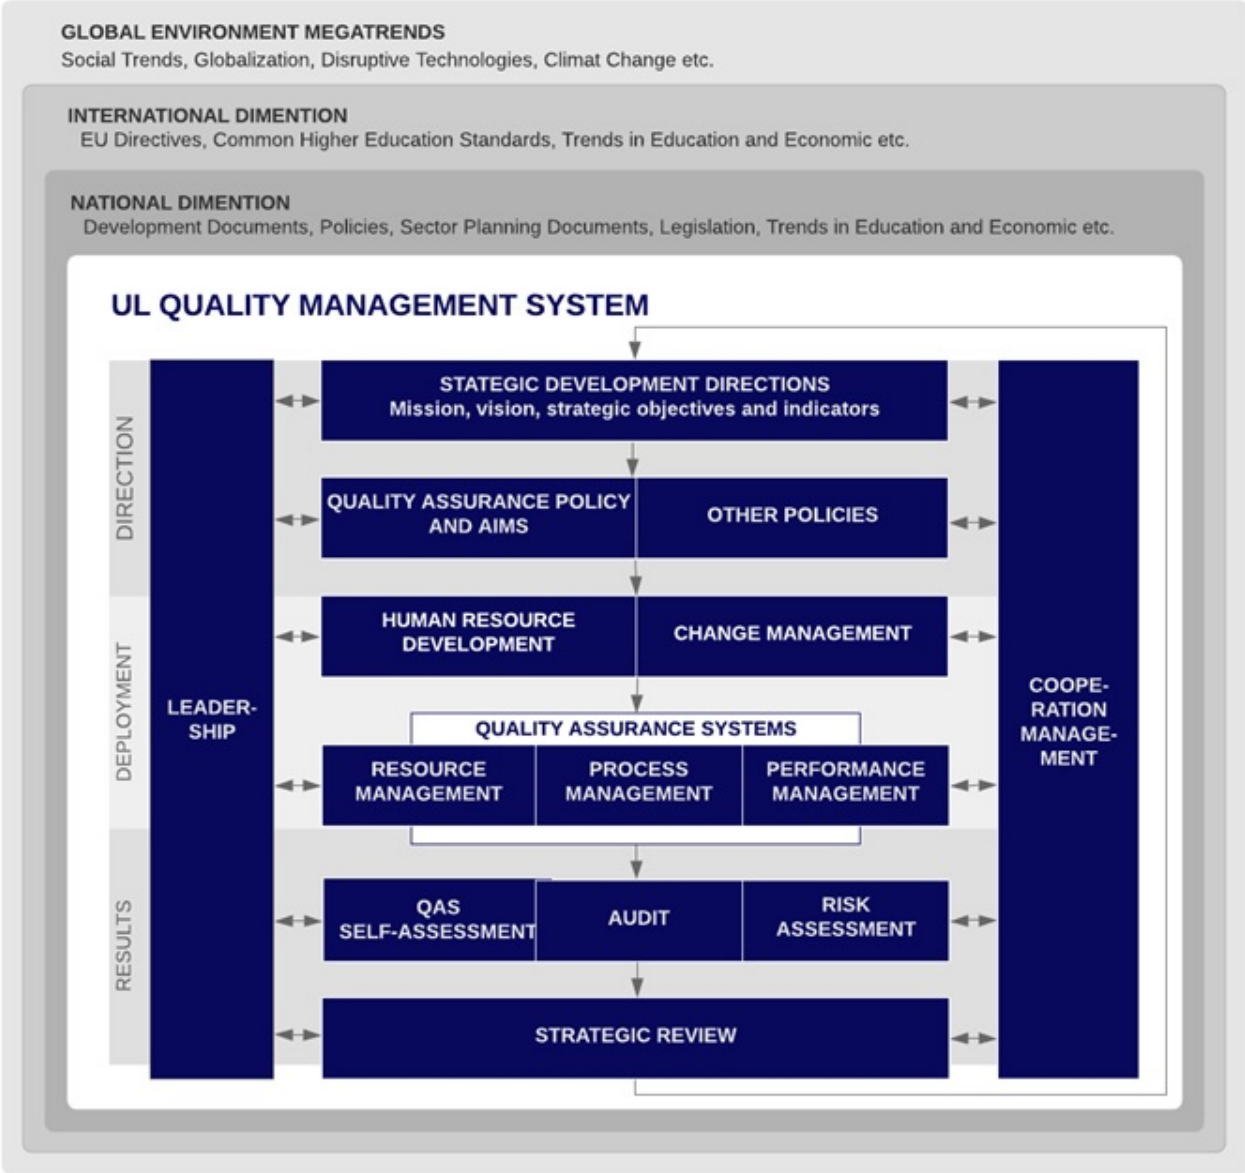 GLOBAL ENVIRONMENT MEGATRENDS
Social Trends, Globalization, Disruptive Technologies, Climat Change etc.
INTERNATIONAL DIMENTION
EU Directives, Common Higher Education Standards, Trends in Education and Economic etc.
NATIONAL DIMENTION
Development Documents, Policies, Sector Planning Documents, Legislation, Trends in Education and Economic etc.
UL QUALITY MANAGEMENT SYSTEM
DIRECTION
STATEGIC DEVELOPMENT DIRECTIONS
Mission, vision, strategic objectives and indicators
QUALITY ASSURANCE POLICY
AND AIMS
OTHER POLICIES
DEPLOYMENT
HUMAN RESOURCE
DEVELOPMENT
CHANGE MANAGEMENT
LEADER-
SHIP
COOPE-
RATION
MANAGE-
MENT
QUALITY ASSURANCE SYSTEMS
RESOURCE
MANAGEMENT
PROCESS
MANAGEMENT
PERFORMANCE
MANAGEMENT
RESULTS
QAS
SELF-ASSESSMENT
AUDIT
RISK
ASSESSMENT
STRATEGIC REVIEW